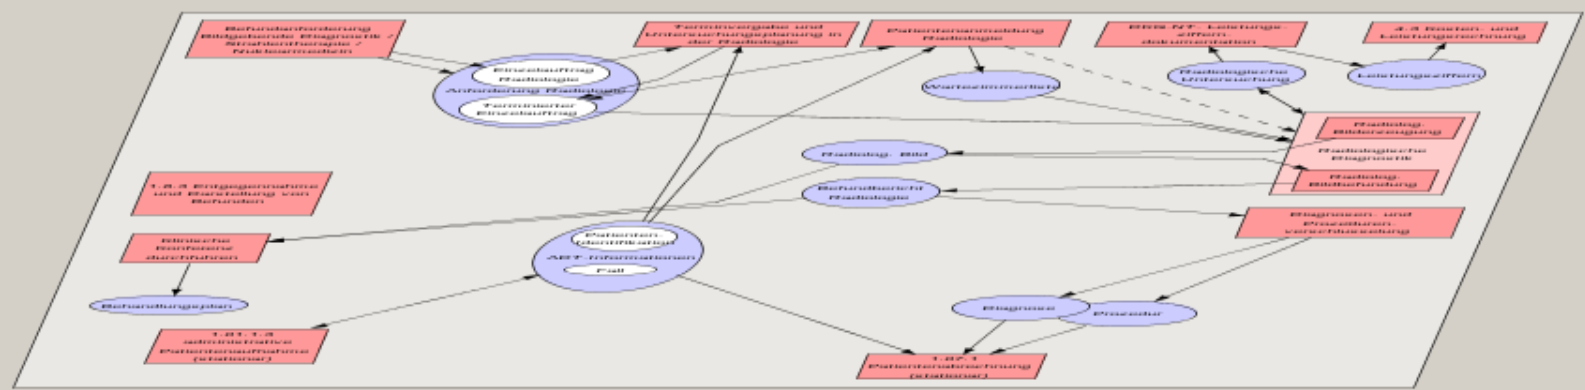 Befundanforderung
Bildgebende Diagnostik /
Strahlentherapie /
Nuklearmedizin
Terminvergabe und
Untersuchungsplanung in
der Radiologie
Patientenanmeldung
Radiologie
Leistungs-
ziffern-
dokumentation
Kosten- und
Leistungsrechnung
Einzelauftrag
Radiologie
Anforderung Radiologie
Terminierter
Einzelauftrag
Wartezimmerliste
Radiologische
Untersuchung
Leistungsziffern
Radiolog.
Bilderzeugung
Radiologische
Diagnostik
Radiolog.
Bildbefundung
Radiolog. Bild
Befundbericht
Radiologie
Entgegennahme
und Darstellung von
Befunden
Diagnosen- und
Prozeduren-
verschlüsselung
Klinische
Konferenz
durchführen
Patienten-
identifikation
ADT-Informationen
Fall
Behandlungsplan
Diagnose
Prozedur
administrative
Patientenaufnahme
(stationär)
Patientenabrechnung
(stationär)